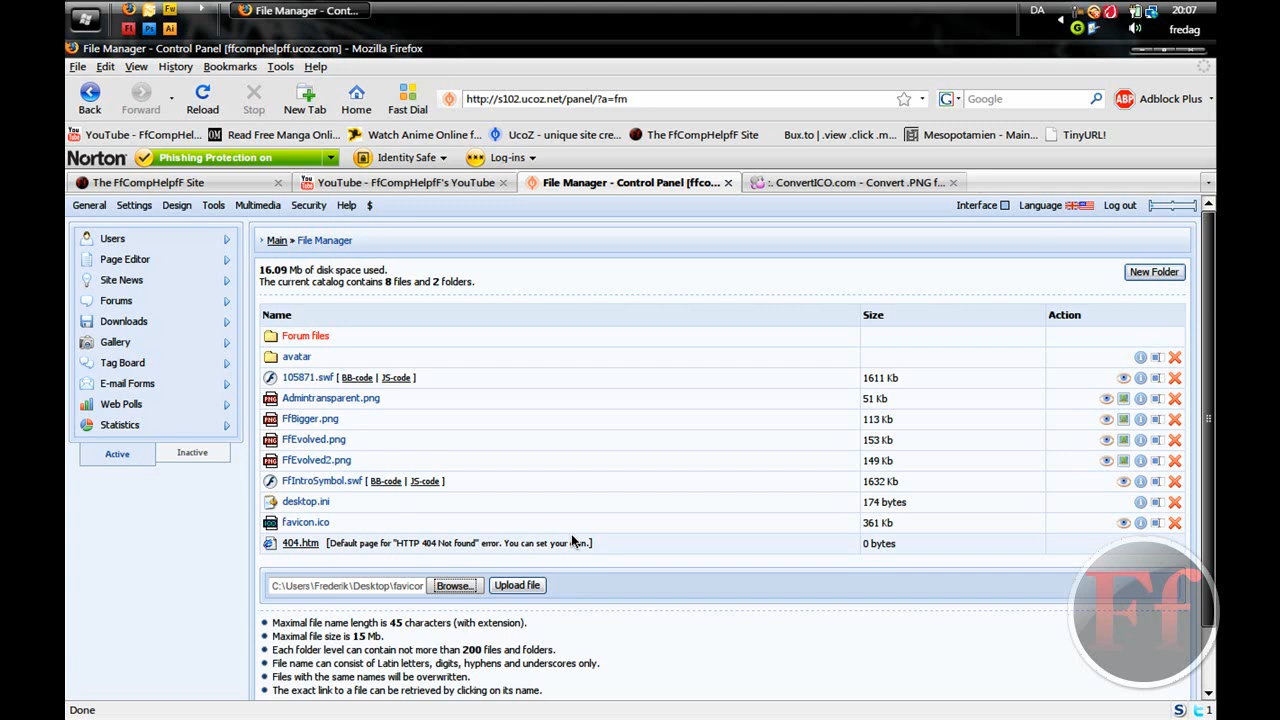 File Manager - Cont...
DA
20:07
fredag
File Manager - Control Panel [ffcomphelpff.ucoz.com] - Mozilla Firefox
File Edit View History Bookmarks Tools Help
Back Forward Reload Stop New Tab Home Fast Dial
http://s102.ucoz.net/panel/?a=fm
Google
Adblock Plus
YouTube - FfCompHel... Read Free Manga Onli... Watch Anime Online f... UcoZ - unique site cre... The FfCompHelpfF Site Bux.to | .view .click .m... Mesopotamien - Main... TinyURL!
Norton Phishing Protection on Identity Safe Log-ins
The FfCompHelpfF Site YouTube - FfCompHelpF's YouTube File Manager - Control Panel [ffco... :. ConvertICO.com - Convert .PNG f...
General Settings Design Tools Multimedia Security Help $ Interface Language Log out
Users
Page Editor
Site News
Forums
Downloads
Gallery
Tag Board
E-mail Forms
Web Polls
Statistics
Active Inactive
Main » File Manager
16.09 Mb of disk space used.
The current catalog contains 8 files and 2 folders.
New Folder
Name Size Action
Forum files
avatar
105871.swf [ BB-code | JS-code ] 1611 Kb
Admintransparent.png 51 Kb
FfBigger.png 113 Kb
FfEvolved.png 153 Kb
FfEvolved2.png 149 Kb
FfIntroSymbol.swf [ BB-code | JS-code ] 1632 Kb
desktop.ini 174 bytes
favicon.ico 361 Kb
404.htm [Default page for "HTTP 404 Not found" error. You can set your .] 0 bytes
C:\Users\Frederik\Desktop\favicor Browse... Upload file
Maximal file name length is 45 characters (with extension).
Maximal file size is 15 Mb.
Each folder level can contain not more than 200 files and folders.
File name can consist of Latin letters, digits, hyphens and underscores only.
Files with the same names will be overwritten.
The exact link to a file can be retrieved by clicking on its name.
Ff
Done
1